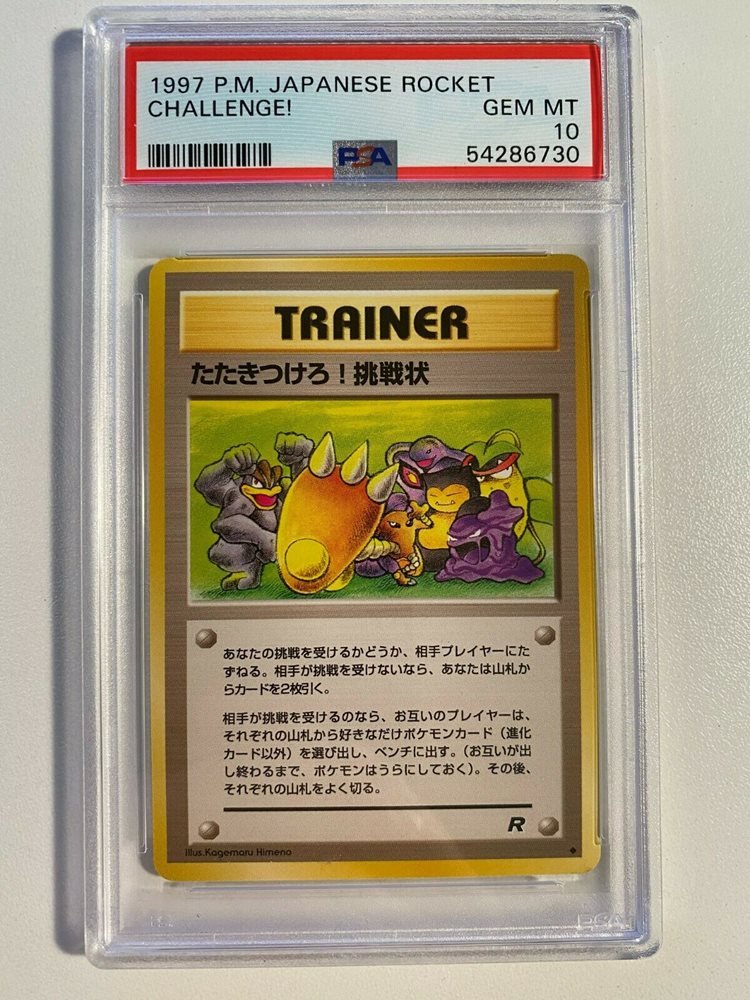 1997 P.M. JAPANESE ROCKET
CHALLENGE! GEM MT
10
PSA 54286730
TRAINER
たたきつけろ！挑戦状
あなたの挑戦を受けるかどうか、相手プレイヤーにた
ずねる。相手が挑戦を受けないなら、あなたは山札か
らカードを2枚引く。
相手が挑戦を受けるのなら、お互いのプレイヤーは、
それぞれの山札から好きなだけポケモンカード（進化
カード以外）を選び出し、ベンチに出す。（お互いが出
し終わるまで、ポケモンはうらにしておく）。その後、
それぞれの山札をよく切る。
R
Illus.Kagemaru Himeno
PSA